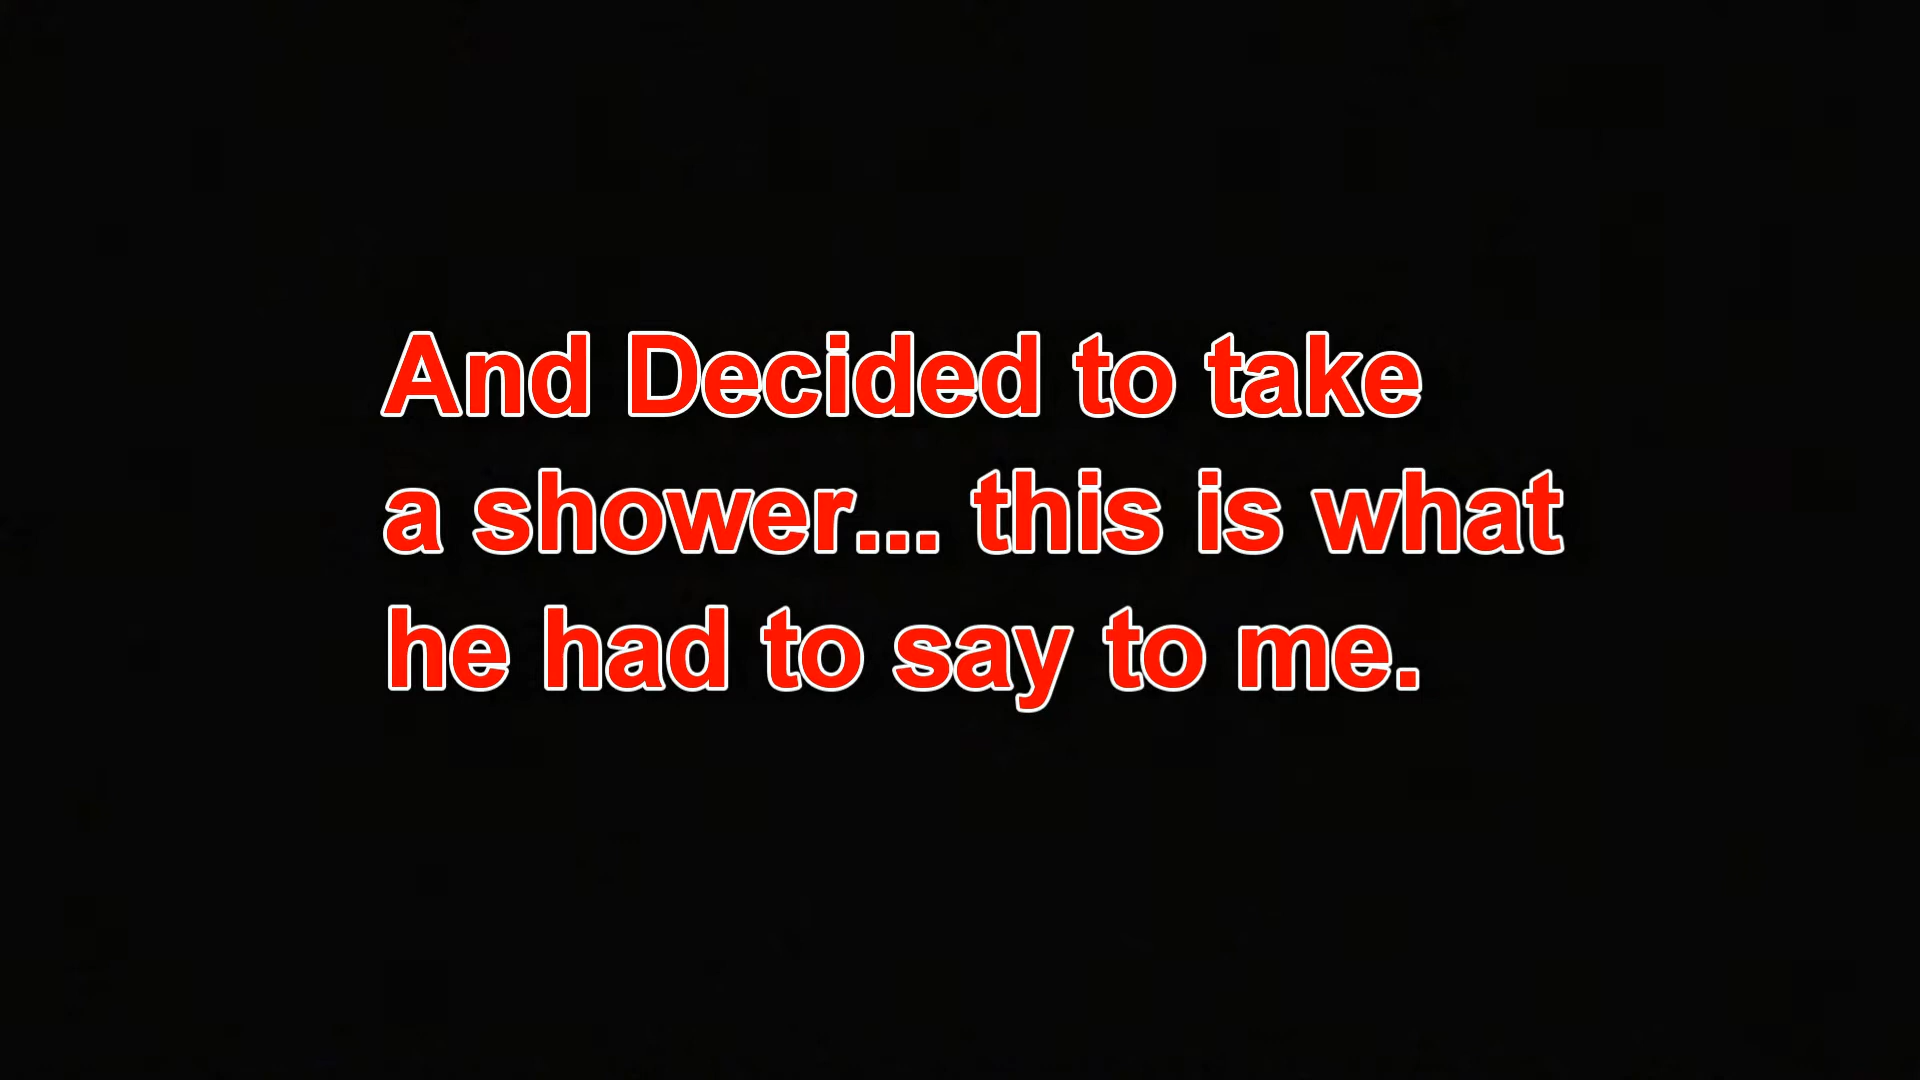 And Decided to take
a shower... this is what
he had to say to me.